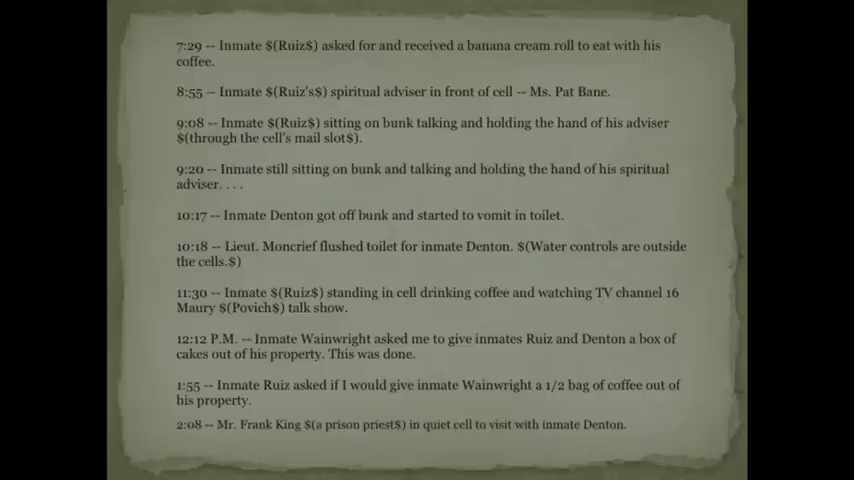 7:29 -- Inmate $(Ruiz$) asked for and received a banana cream roll to eat with his
coffee.
8:55 -- Inmate $(Ruiz's$) spiritual adviser in front of cell -- Ms. Pat Bane.
9:08 -- Inmate $(Ruiz$) sitting on bunk talking and holding the hand of his adviser
$(through the cell's mail slot$).
9:20 -- Inmate still sitting on bunk and talking and holding the hand of his spiritual
adviser. . . .
10:17 -- Inmate Denton got off bunk and started to vomit in toilet.
10:18 -- Lieut. Moncrief flushed toilet for inmate Denton. $(Water controls are outside
the cells.$)
11:30 -- Inmate $(Ruiz$) standing in cell drinking coffee and watching TV channel 16
Maury $(Povich$) talk show.
12:12 P.M. -- Inmate Wainwright asked me to give inmates Ruiz and Denton a box of
cakes out of his property. This was done.
1:55 -- Inmate Ruiz asked if I would give inmate Wainwright a 1/2 bag of coffee out of
his property.
2:08 -- Mr. Frank King $(a prison priest$) in quiet cell to visit with inmate Denton.